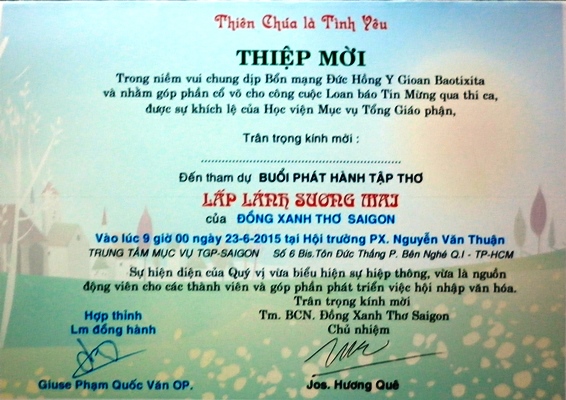 Thiên Chúa là Tình Yêu
THIỆP MỜI
Trong niềm vui chung dịp Bổn mạng Đức Hồng Y Gioan Baotixita
và nhằm góp phần cổ võ cho công cuộc Loan báo Tin Mừng qua thi ca,
được sự khích lệ của Học viện Mục vụ Tổng Giáo phận,
Trân trọng kính mời :
..................................................
Đến tham dự BUỔI PHÁT HÀNH TẬP THƠ
LẤP LÁNH SƯƠNG MAI
của ĐỒNG XANH THƠ SAIGON
Vào lúc 9 giờ 00 ngày 23-6-2015 tại Hội trường PX. Nguyễn Văn Thuận
TRUNG TÂM MỤC VỤ TGP-SAIGON Số 6 Bis.Tôn Đức Thắng P. Bến Nghé Q.I - TP-HCM
Sự hiện diện của Quý vị vừa biểu hiện sự hiệp thông, vừa là nguồn
động viên cho các thành viên và góp phần phát triển việc hội nhập văn hóa.
Trân trọng kính mời
Hợp thỉnh Tm. BCN. Đồng Xanh Thơ Saigon
Lm đồng hành Chủ nhiệm
Giuse Phạm Quốc Văn OP. Jos. Hương Quê